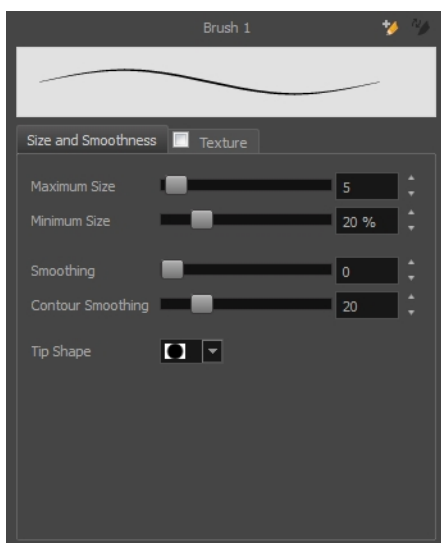 Brush 1
Size and Smoothness Texture
Maximum Size 5
Minimum Size 20 %
Smoothing 0
Contour Smoothing 20
Tip Shape